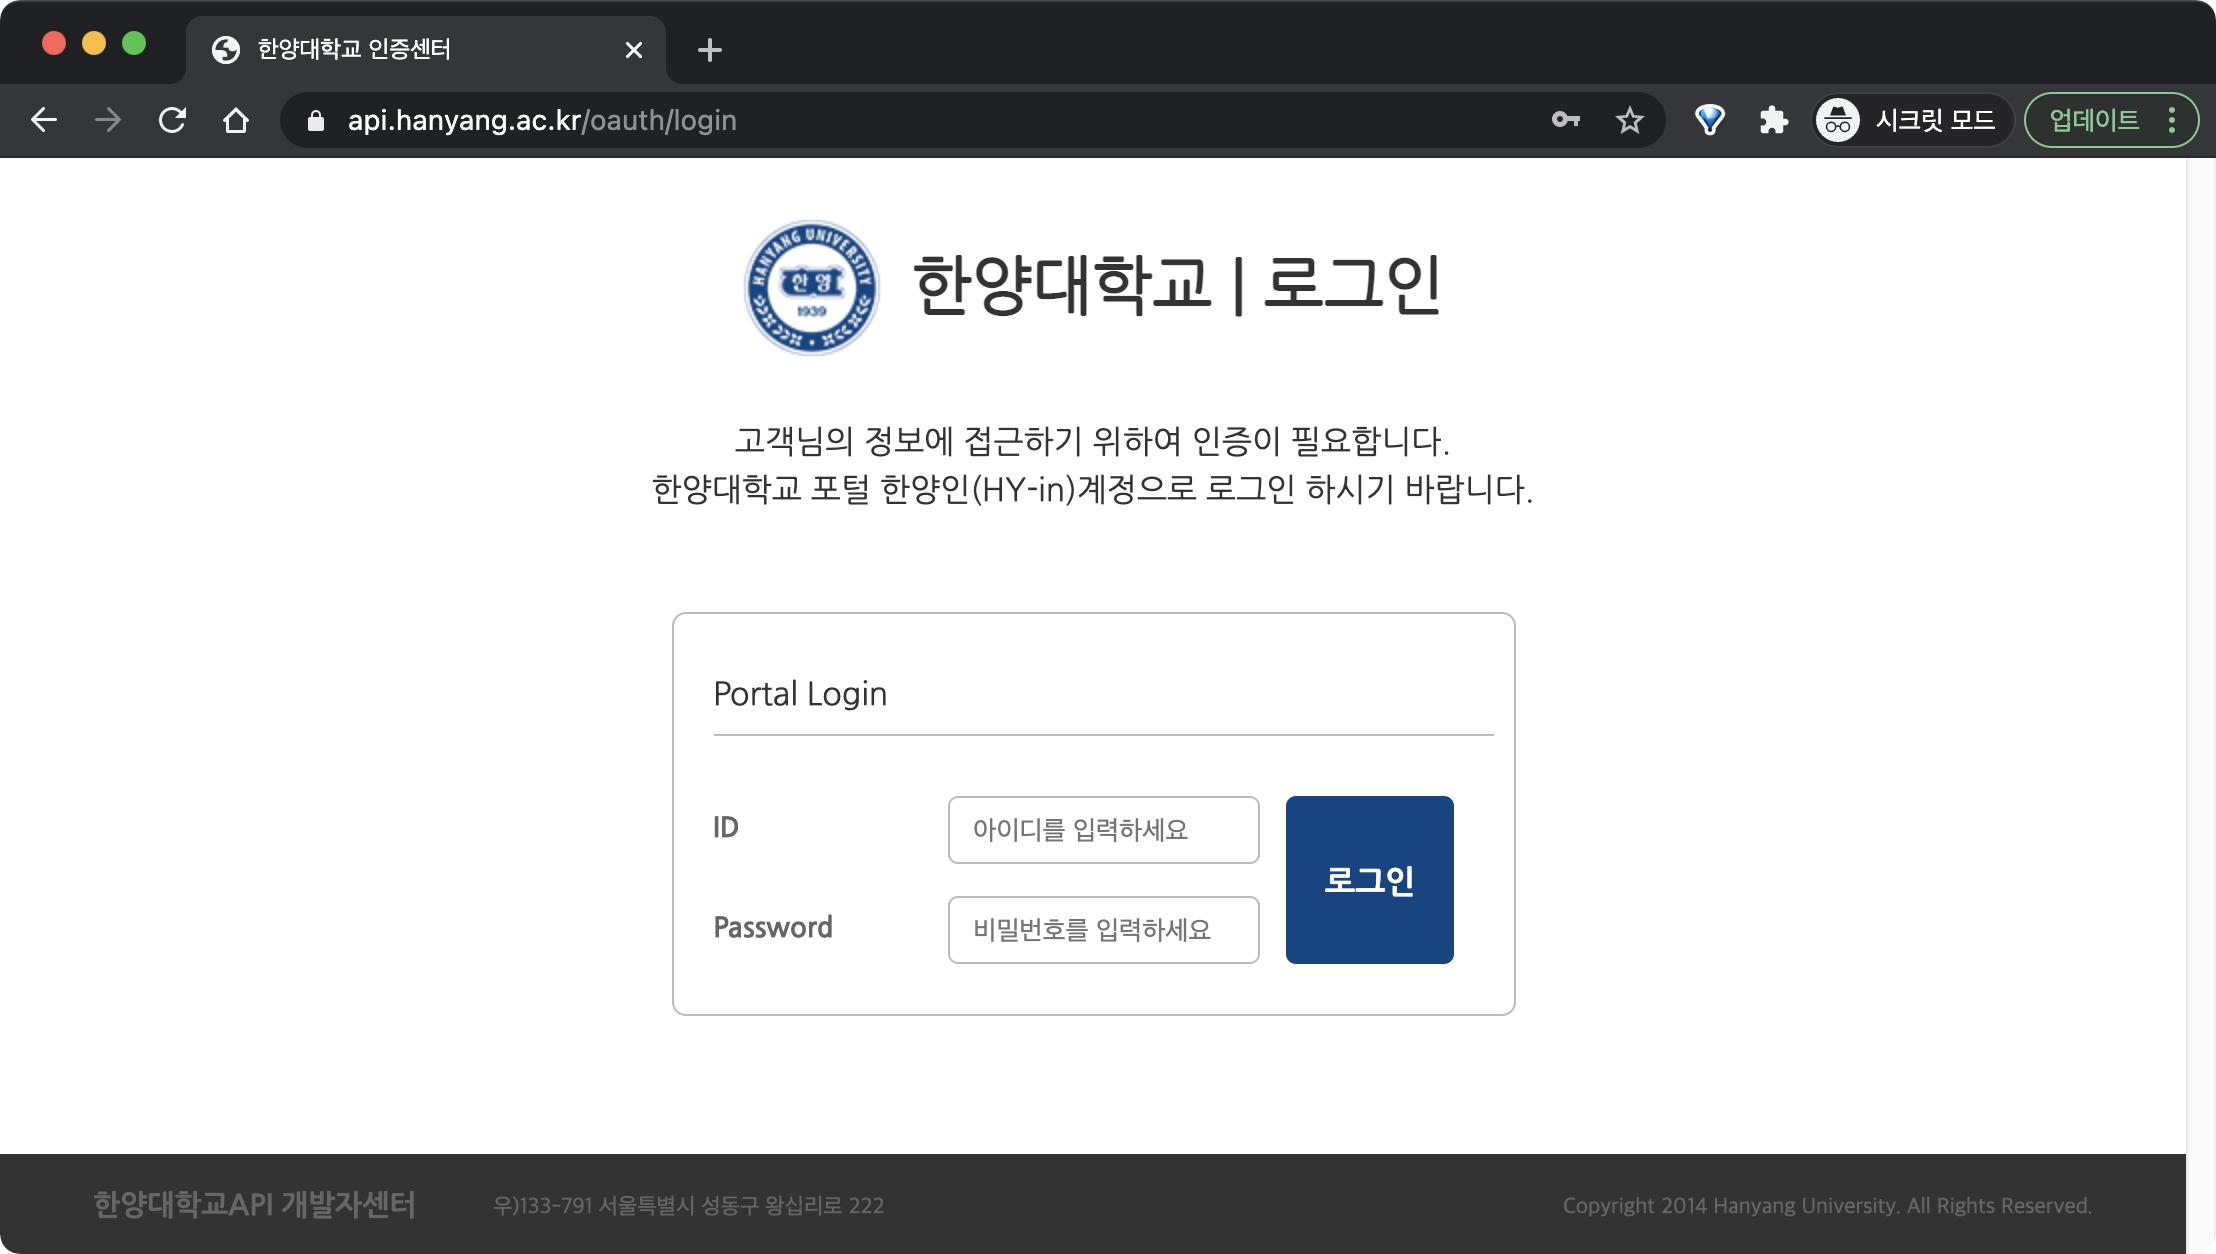 한양대학교 인증센터
api.hanyang.ac.kr/oauth/login
시크릿 모드
업데이트
HANYANG UNIVERSITY
한양
1939
한양대학교 | 로그인
고객님의 정보에 접근하기 위하여 인증이 필요합니다.
한양대학교 포털 한양인(HY-in)계정으로 로그인 하시기 바랍니다.
Portal Login
ID
아이디를 입력하세요
로그인
Password
비밀번호를 입력하세요
한양대학교API 개발자센터
우)133-791 서울특별시 성동구 왕십리로 222
Copyright 2014 Hanyang University. All Rights Reserved.